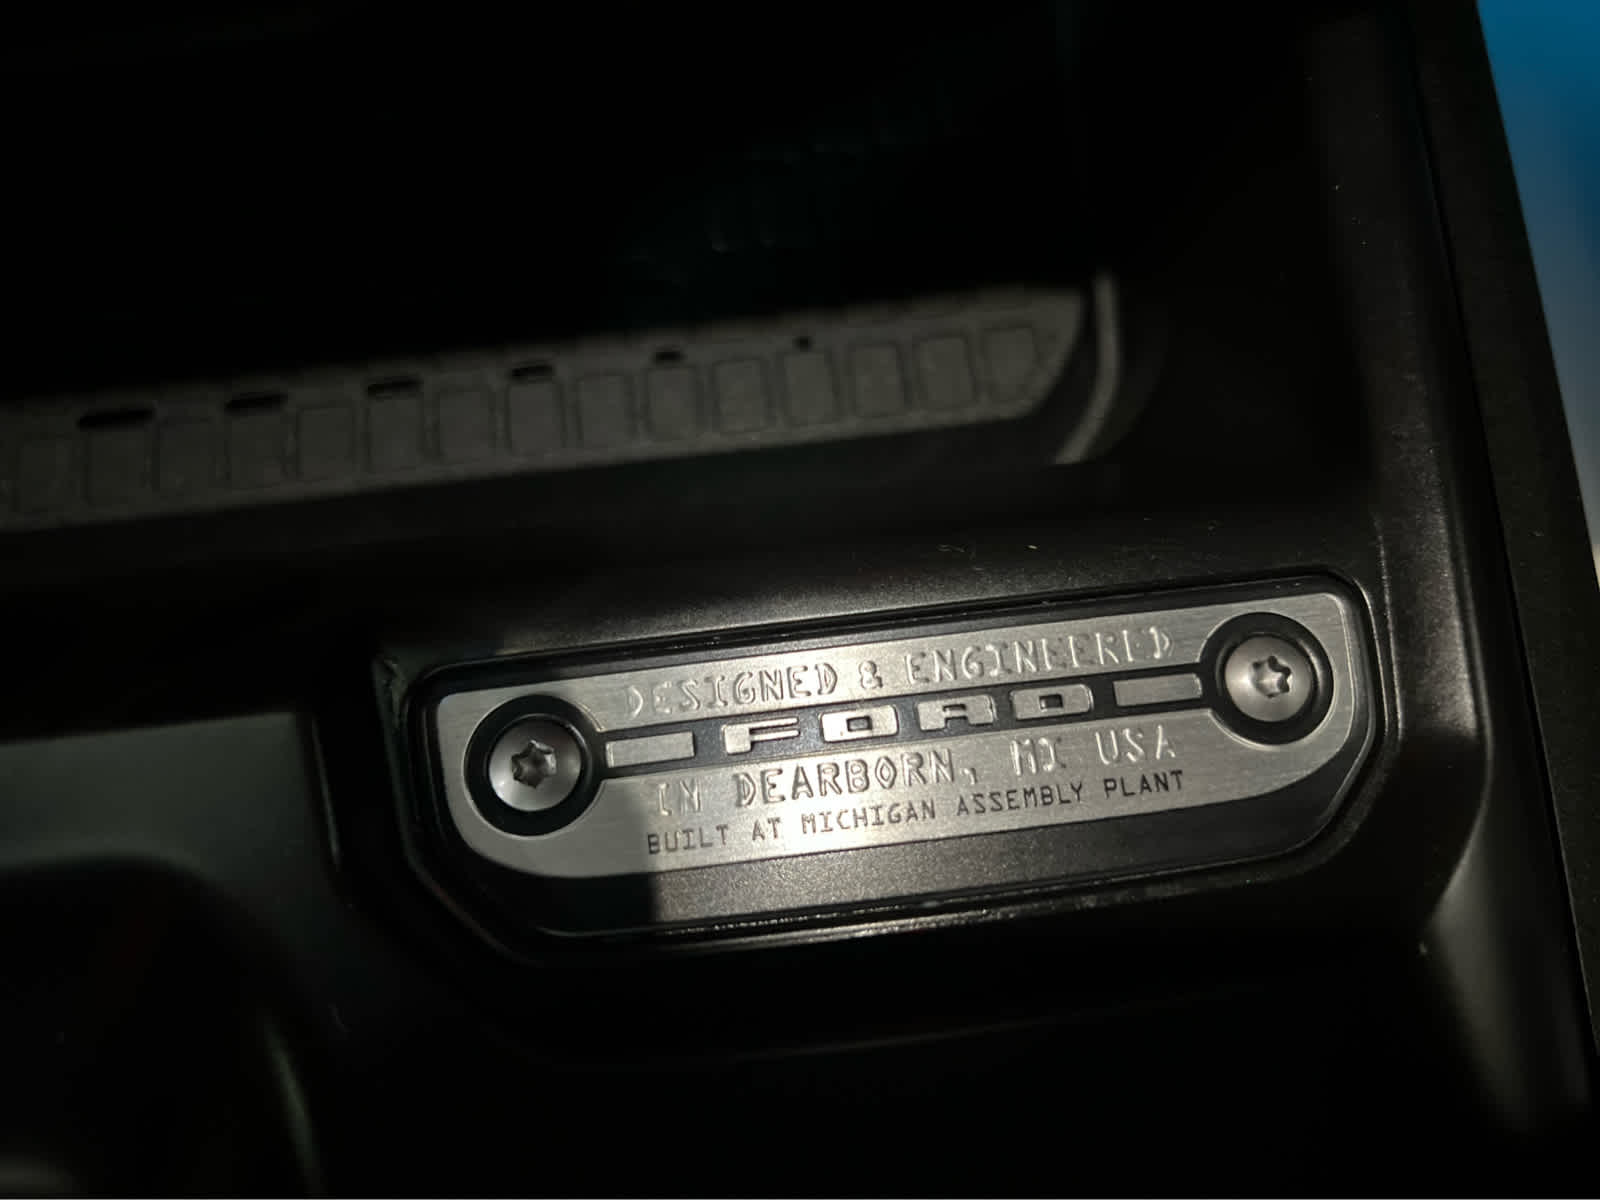 DESIGNED & ENGINEERED
FORD
IN DEARBORN, MI USA
BUILT AT MICHIGAN ASSEMBLY PLANT